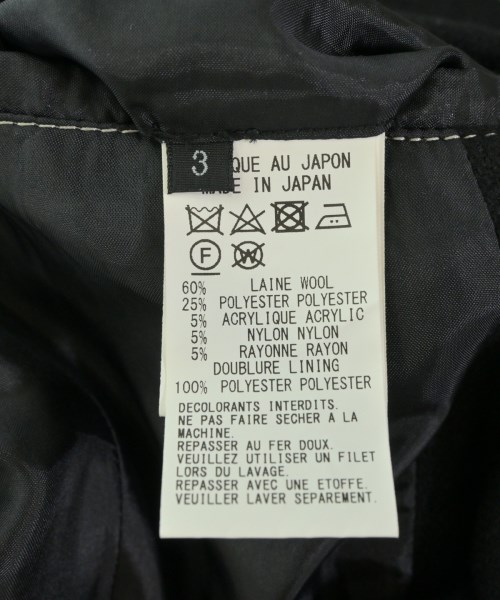 3
QUE AU JAPON
MADE IN JAPAN
F W
60% LAINE WOOL
25% POLYESTER POLYESTER
5% ACRYLIQUE ACRYLIC
5% NYLON NYLON
5% RAYONNE RAYON
DOUBLURE LINING
100% POLYESTER POLYESTER
DECOLORANTS INTERDITS.
NE PAS FAIRE SECHER A LA
MACHINE.
REPASSER AU FER DOUX.
VEUILLEZ UTILISER UN FILET
LORS DU LAVAGE.
REPASSER AVEC UNE ETOFFE.
VEUILLER LAVER SEPAREMENT.